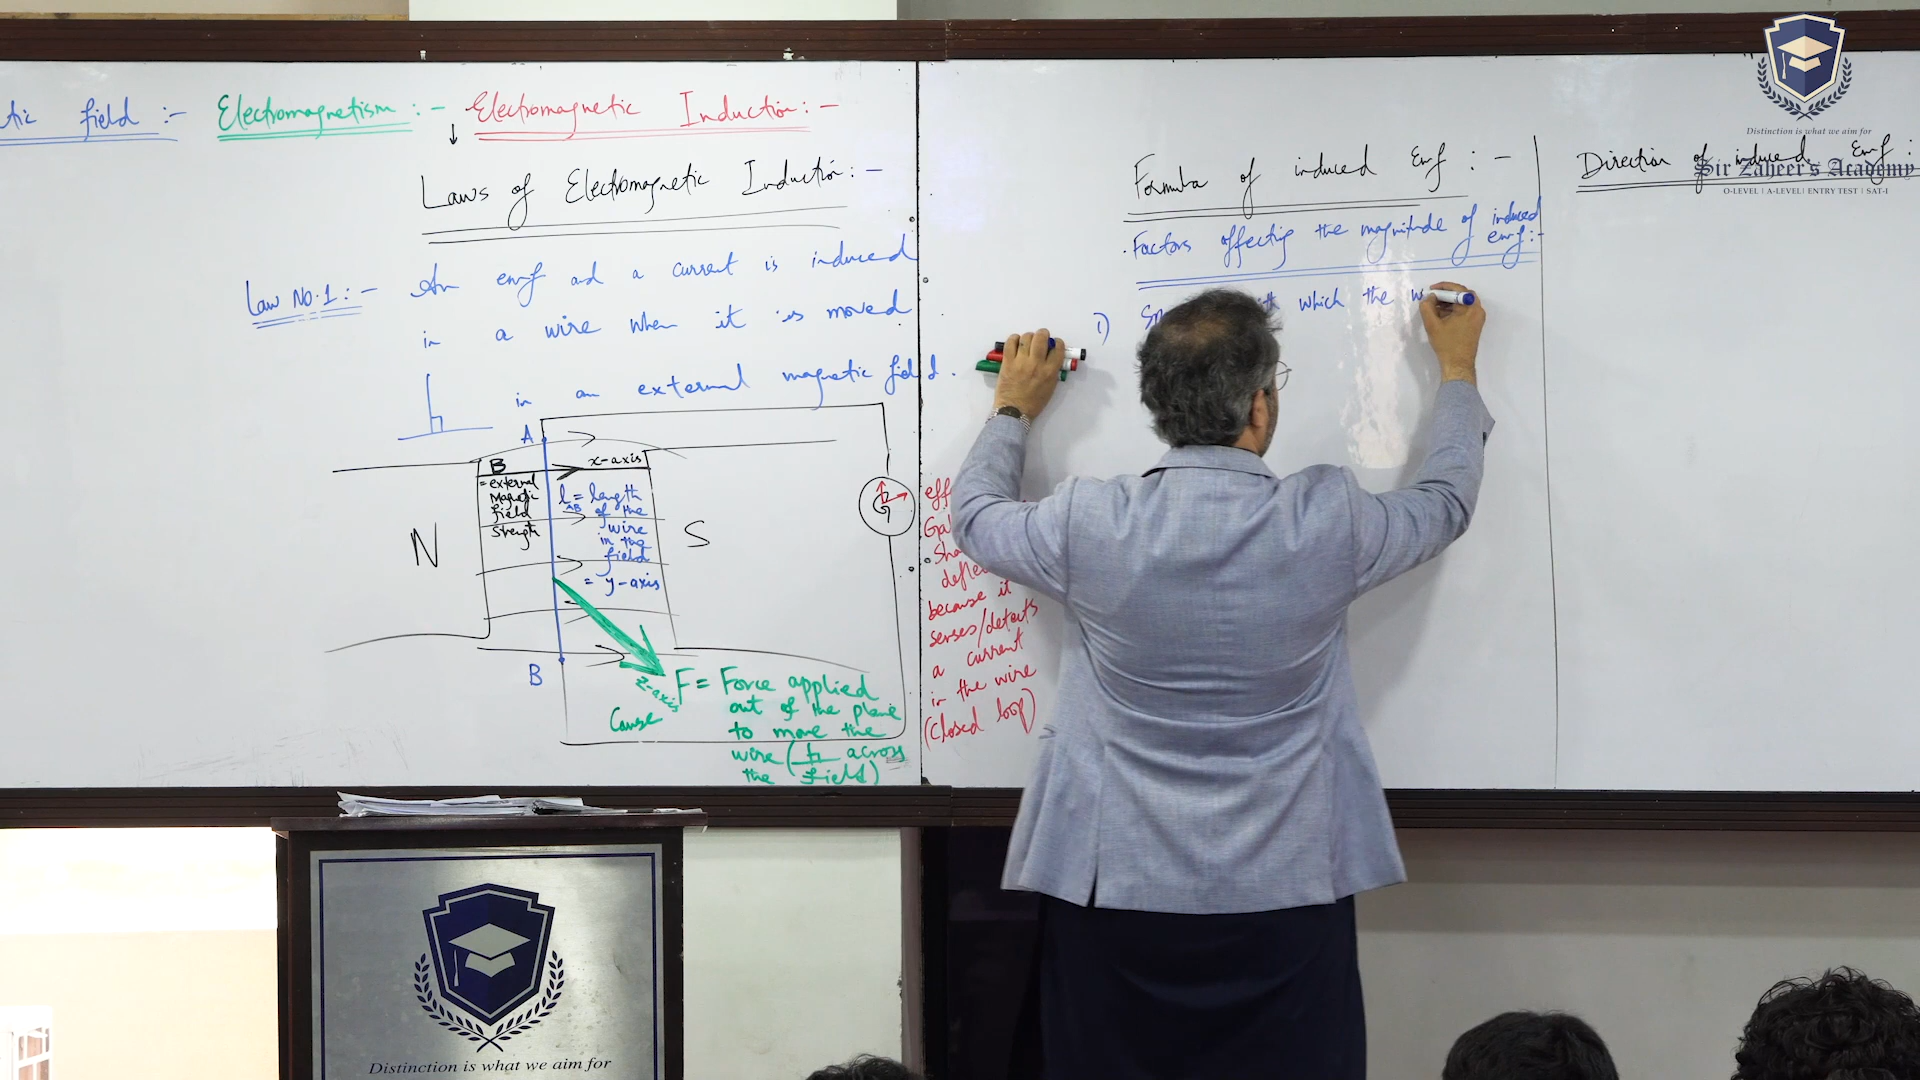 tic field :-
Electromagnetism :-
Electromagnetic Induction :-
Laws of Electromagnetic Induction :-
Law No.1 :- An emf and a current is induced
in a wire when it is moved
in an external magnetic field.
A
B
= external
Magnetic
field
strength
x-axis
l = length
AB
of the
wire
in the
field
= y-axis
N
S
G
B
z-axis
Cause
F = Force applied
out of the plane
to move the
wire ( across
the field)
because it
senses/detects
a current
in the wire
(closed loop)
Formula of induced Emf :-
Factors affecting the magnitude of induced
emf :-
i) which the
Direction of induced Emf :
Distinction is what we aim for
Sir Zaheer's Academy
O-LEVEL | A-LEVEL | ENTRY TEST | SAT-I
Distinction is what we aim for